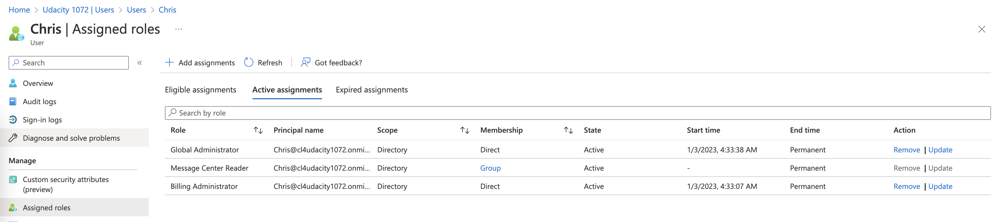 Home > Udacity 1072 | Users > Users > Chris
Chris | Assigned roles ...
User
Search «
Overview
Audit logs
Sign-in logs
Diagnose and solve problems
Manage
Custom security attributes
(preview)
Assigned roles
Add assignments Refresh Got feedback?
Eligible assignments Active assignments Expired assignments
Search by role
Role Principal name Scope Membership State Start time End time Action
Global Administrator Chris@cl4udacity1072.onmi... Directory Direct Active 1/3/2023, 4:33:38 AM Permanent Remove | Update
Message Center Reader Chris@cl4udacity1072.onmi... Directory Group Active - Permanent Remove | Update
Billing Administrator Chris@cl4udacity1072.onmi... Directory Direct Active 1/3/2023, 4:33:07 AM Permanent Remove | Update